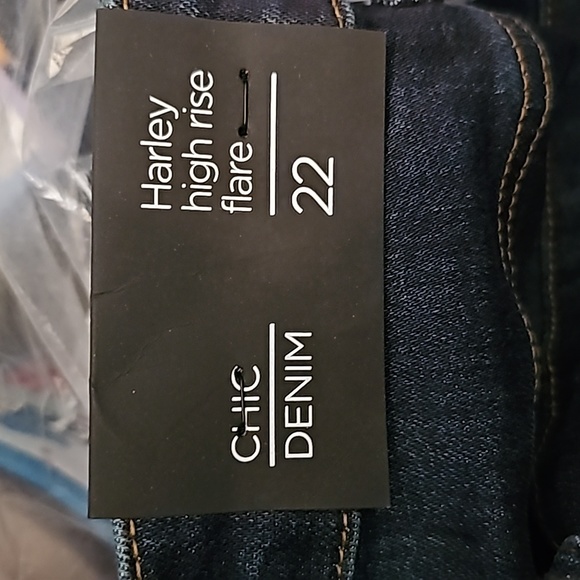 CHIC
DENIM
Harley
high rise
flare
22